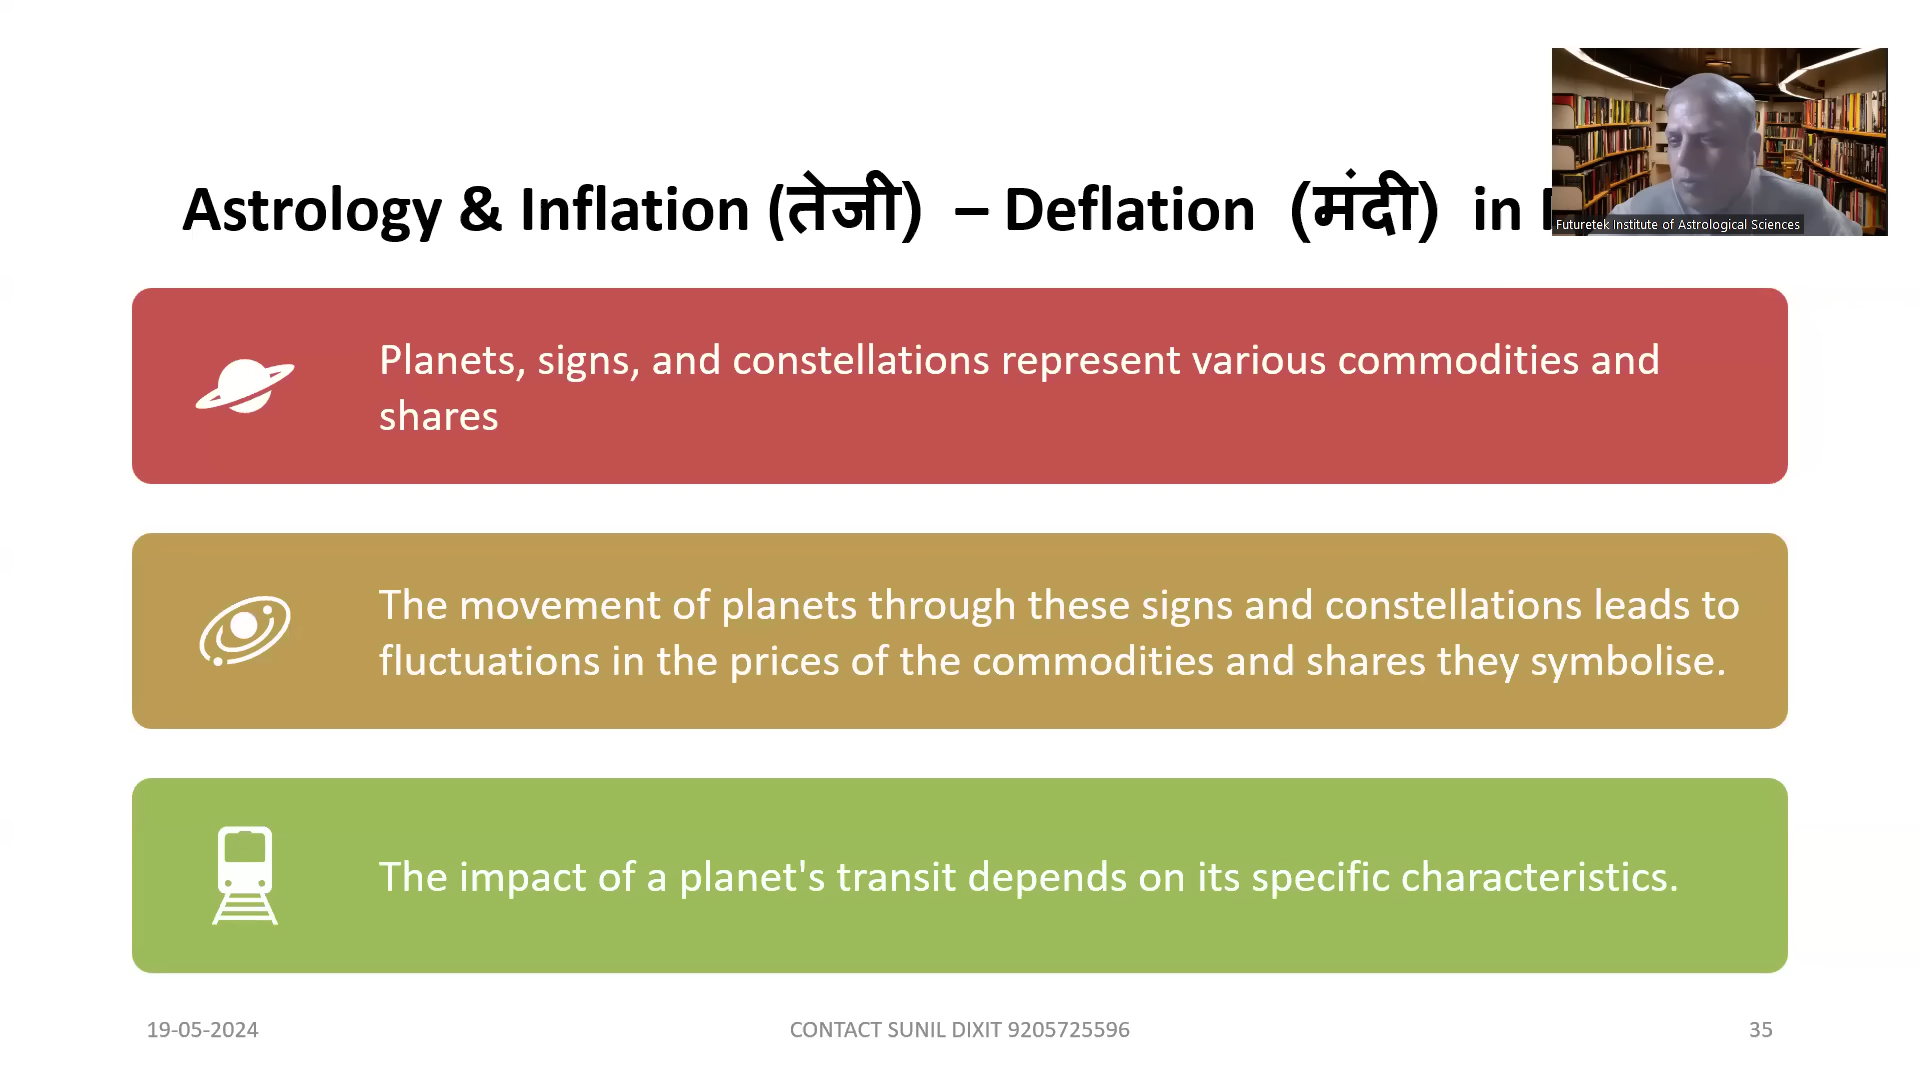 Astrology & Inflation (तेजी) – Deflation (मंदी) in
Futuretek Institute of Astrological Sciences
Planets, signs, and constellations represent various commodities and
shares
The movement of planets through these signs and constellations leads to
fluctuations in the prices of the commodities and shares they symbolise.
The impact of a planet's transit depends on its specific characteristics.
19-05-2024
CONTACT SUNIL DIXIT 9205725596
35